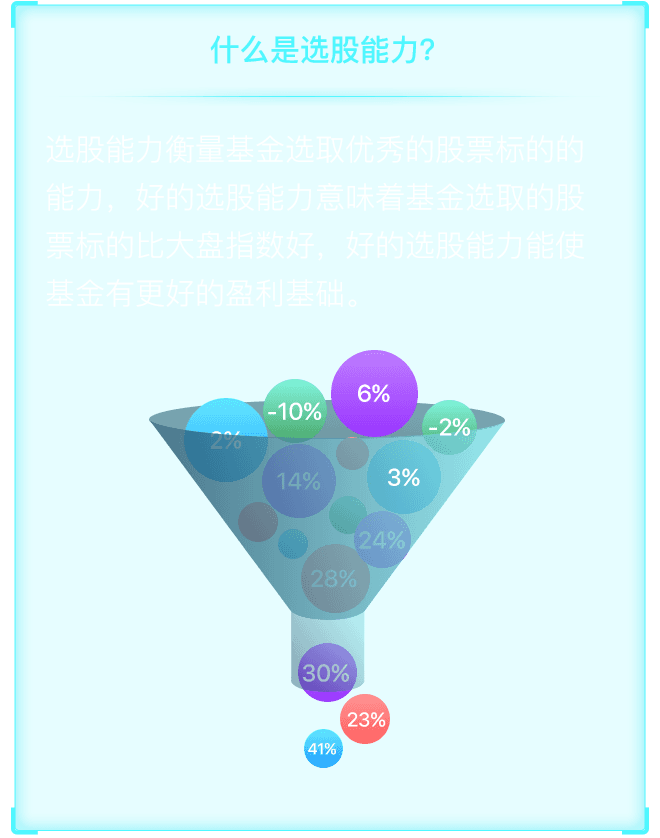 什么是选股能力?
选股能力衡量基金选取优秀的股票标的的
能力，好的选股能力意味着基金选取的股
票标的比大盘指数好，好的选股能力能使
基金有更好的盈利基础。
6%
-10%
-2%
2%
14%
3%
24%
28%
30%
23%
41%